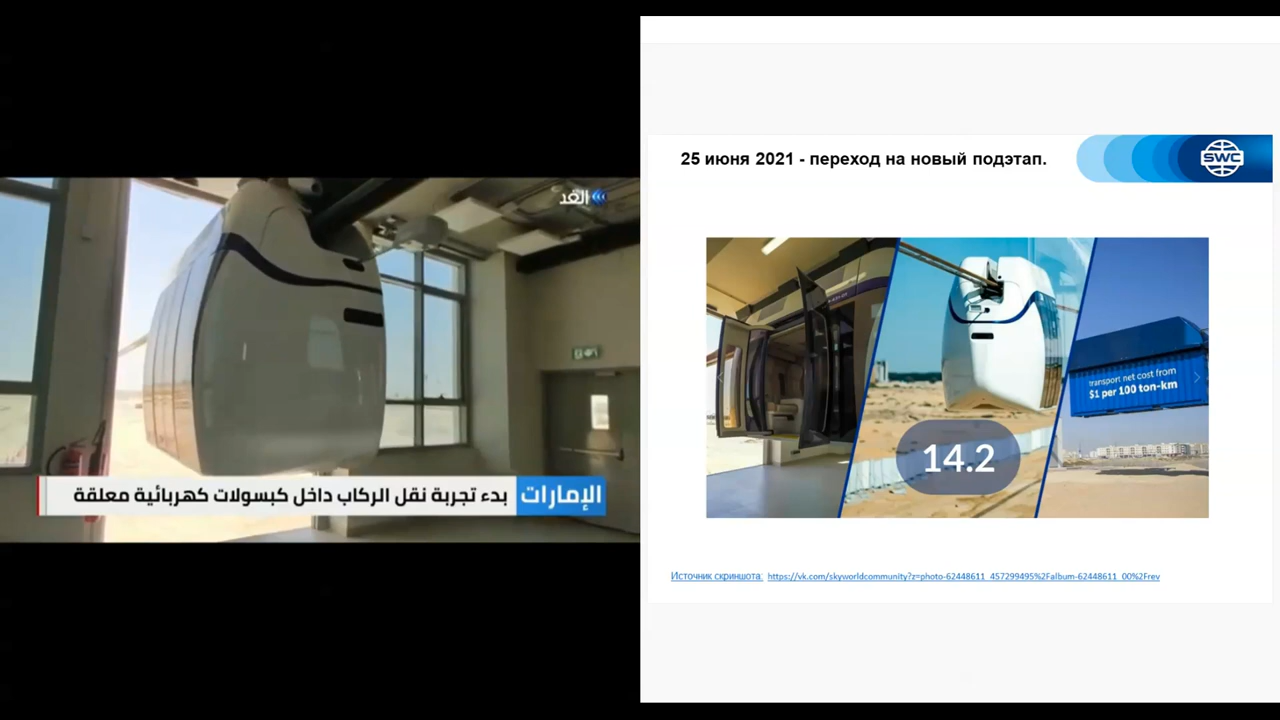 الغد
الإمارات
بدء تجربة نقل الركاب داخل كبسولات كهربائية معلقة
25 июня 2021 - переход на новый подэтап.
SWC
transport net cost from
$1 per 100 ton-km
14.2
Источник скриншота: https://vk.com/skyworldcommunity?z=photo-62448611_457299495%2Falbum-62448611_00%2Frev